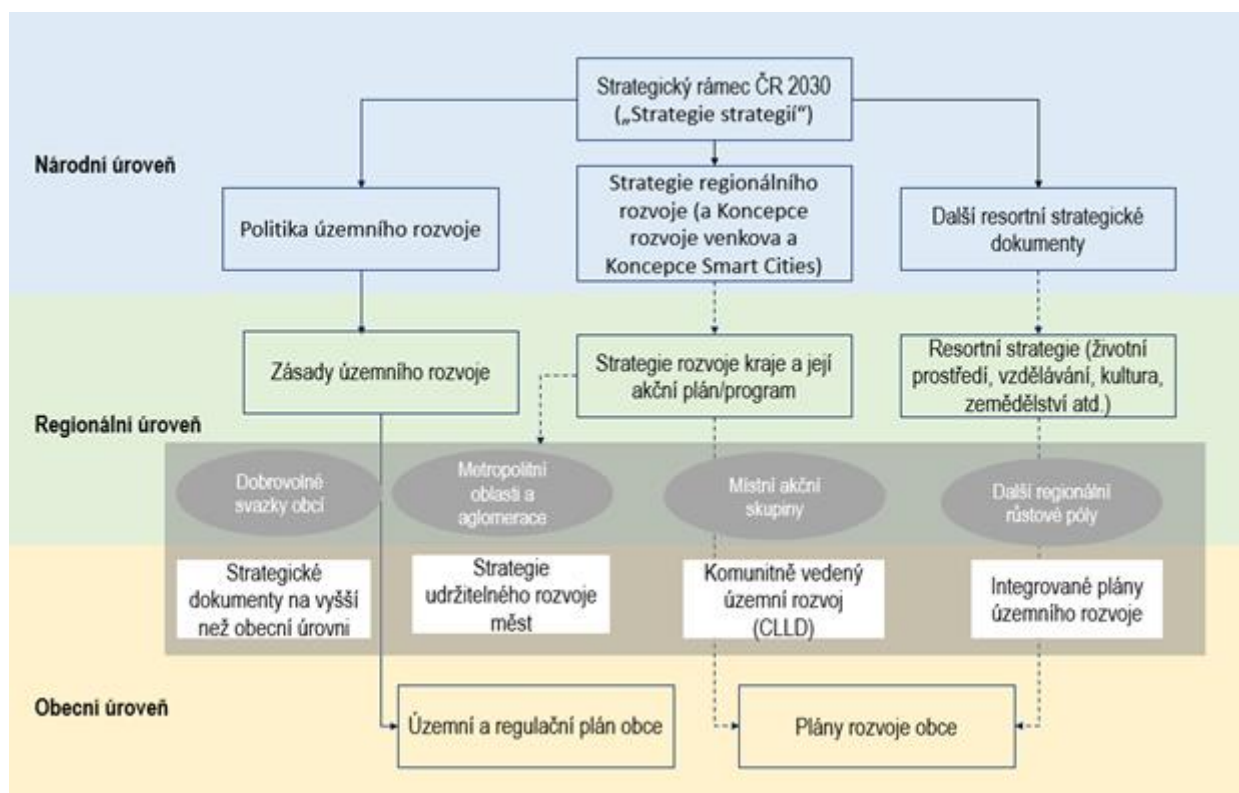 Strategický rámec ČR 2030
(„Strategie strategií“)
Národní úroveň
Politika územního rozvoje
Strategie regionálního
rozvoje (a Koncepce
rozvoje venkova a
Koncepce Smart Cities)
Další resortní strategické
dokumenty
Zásady územního rozvoje
Strategie rozvoje kraje a její
akční plán/program
Resortní strategie (životní
prostředí, vzdělávání, kultura,
zemědělství atd.)
Regionální úroveň
Dobrovolné
svazky obcí
Metropolitní
oblasti a
aglomerace
Místní akční
skupiny
Další regionální
růstové póly
Strategické
dokumenty na vyšší
než obecní úrovni
Strategie
udržitelného rozvoje
měst
Komunitně vedený
územní rozvoj
(CLLD)
Integrované plány
územního rozvoje
Obecní úroveň
Územní a regulační plán obce
Plány rozvoje obce